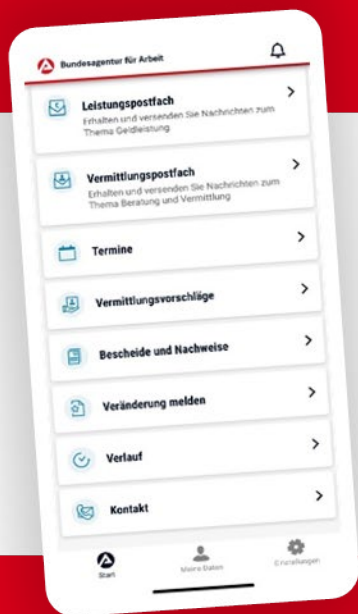 Bundesagentur für Arbeit
Leistungspostfach
Erhalten und versenden Sie Nachrichten zum
Thema Geldleistung
Vermittlungspostfach
Erhalten und versenden Sie Nachrichten zum
Thema Beratung und Vermittlung
Termine
Vermittlungsvorschläge
Bescheide und Nachweise
Veränderung melden
Verlauf
Kontakt
Start
Meine Daten
Einstellungen